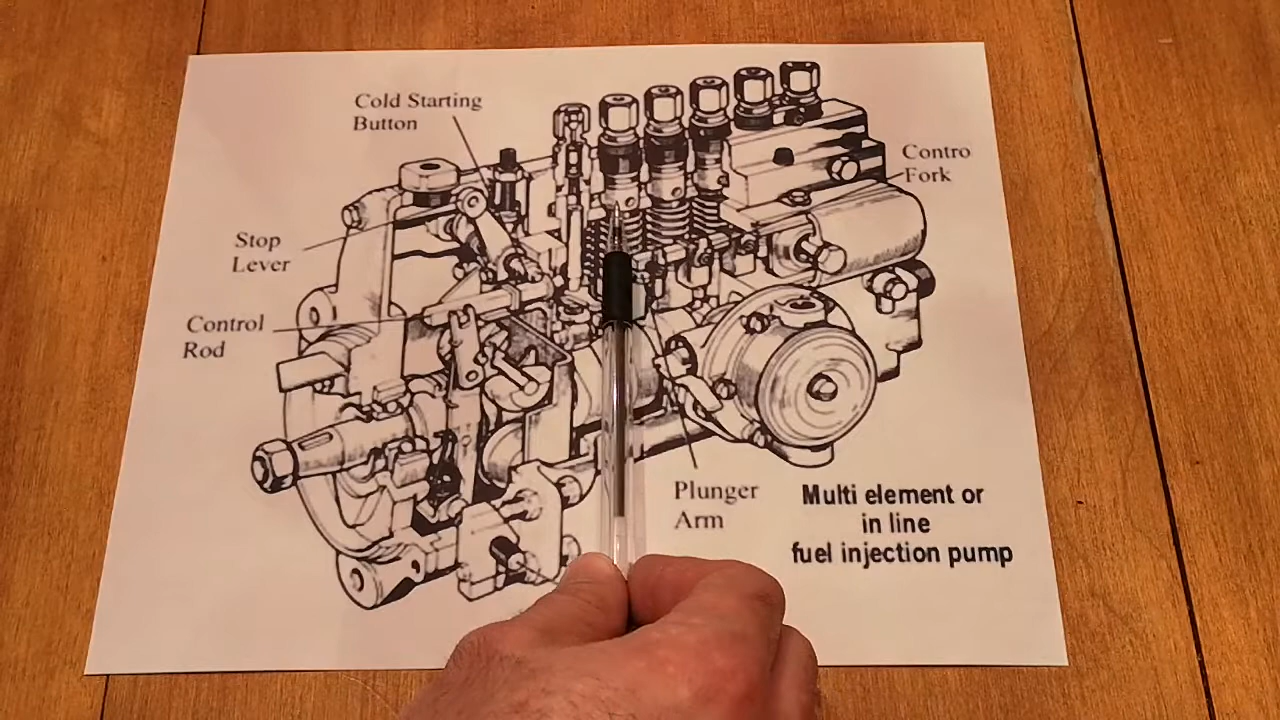 Cold Starting
Button
Contro
Fork
Stop
Lever
Control
Rod
Plunger
Arm
Multi element or
in line
fuel injection pump